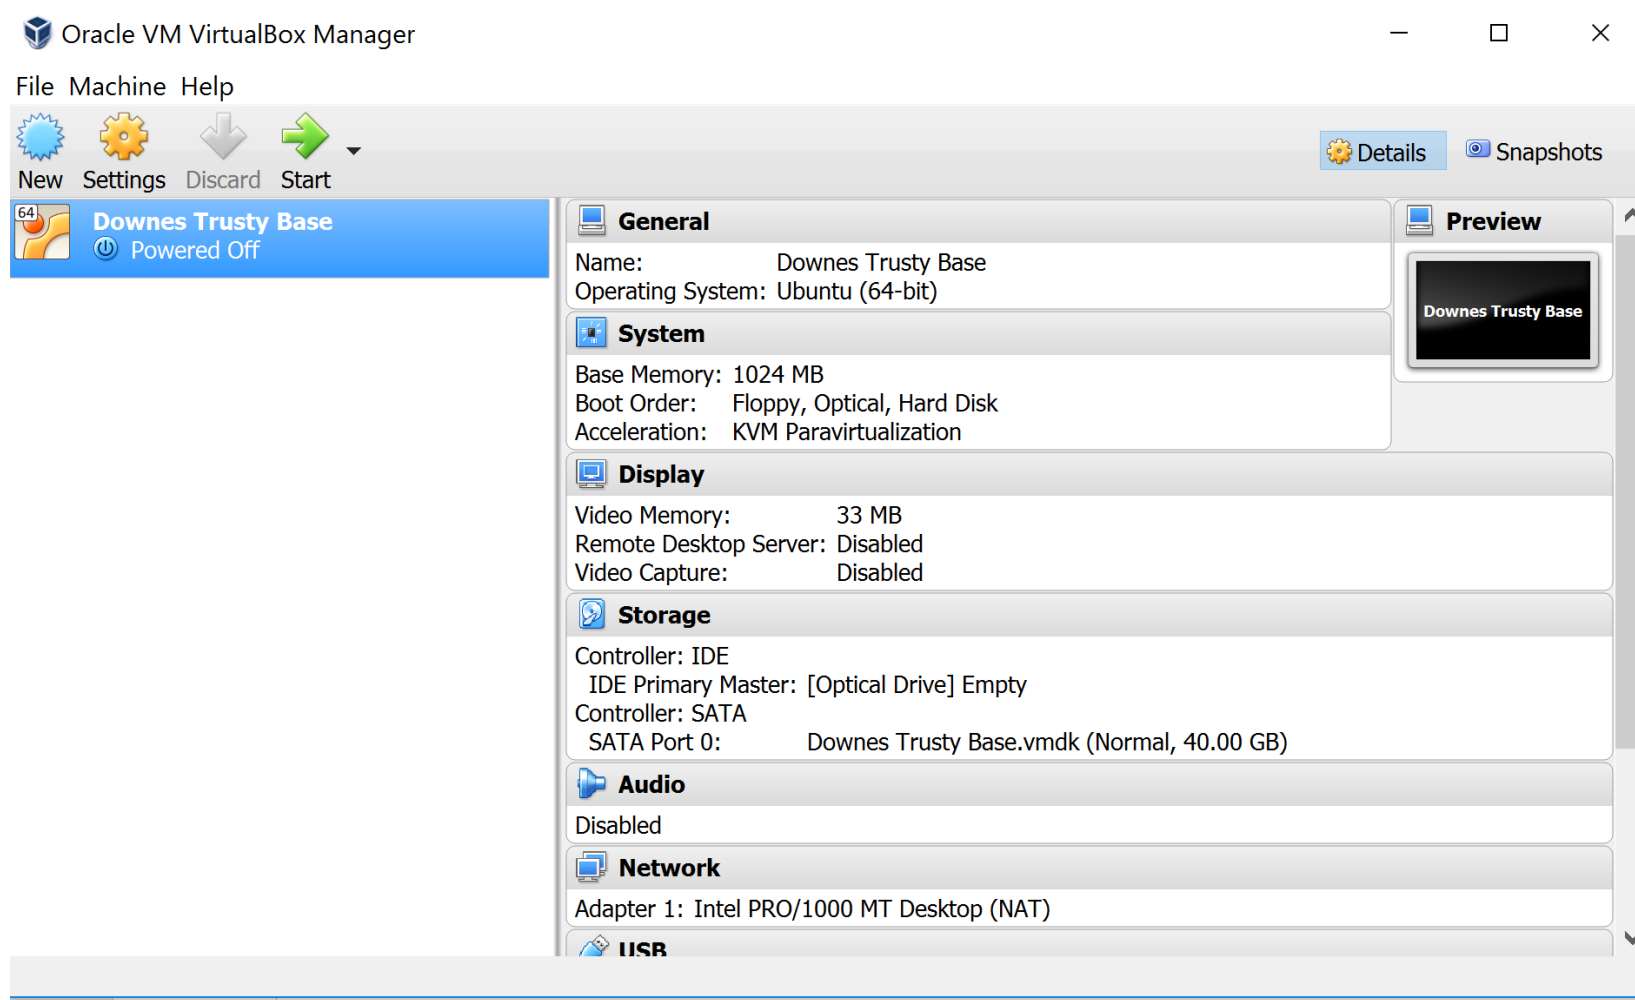 Oracle VM VirtualBox Manager
File Machine Help
New Settings Discard Start
Details Snapshots
64
Downes Trusty Base
Powered Off
General
Name: Downes Trusty Base
Operating System: Ubuntu (64-bit)
Preview
Downes Trusty Base
System
Base Memory: 1024 MB
Boot Order: Floppy, Optical, Hard Disk
Acceleration: KVM Paravirtualization
Display
Video Memory: 33 MB
Remote Desktop Server: Disabled
Video Capture: Disabled
Storage
Controller: IDE
IDE Primary Master: [Optical Drive] Empty
Controller: SATA
SATA Port 0: Downes Trusty Base.vmdk (Normal, 40.00 GB)
Audio
Disabled
Network
Adapter 1: Intel PRO/1000 MT Desktop (NAT)
USB